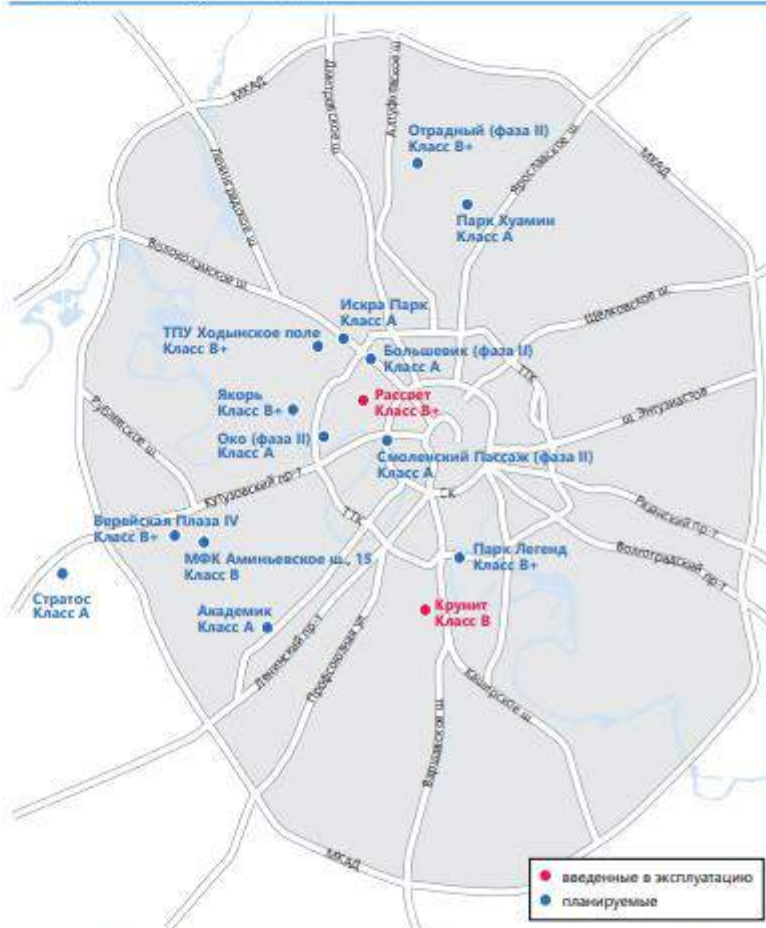 МКАД
Дмитровское ш.
Ленинградское ш.
Отрадный (фаза II)
Класс B+
Ярославское ш.
МКАД
Парк Хуамин
Класс A
Волоколамское ш.
Щелковское ш.
Искра Парк
Класс A
ТПУ Ходынское поле
Класс B+
Большевик (фаза II)
Класс A
ТТК
Якорь
Класс B+
Рассвет
Класс B+
ш. Энтузиастов
Рублевское ш.
Око (фаза II)
Класс A
Смоленский Пассаж (фаза II)
Класс A
Кутузовский пр-т
СК
ТТК
Рязанский пр-т
Верейская Плаза IV
Класс B+
МФК Аминьевское ш., 15
Класс B
Парк Легенд
Класс B+
Волгоградский пр-т
Стратос
Класс A
Академик
Класс A
Крунит
Класс B
Ленинский пр-т
Профсоюзная ул.
Каширское ш.
Варшавское ш.
МКАД
введенные в эксплуатацию
планируемые